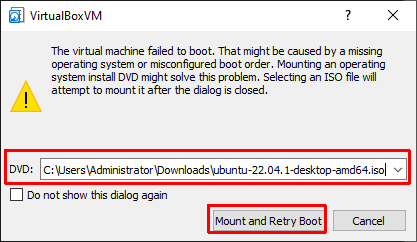 VirtualBoxVM
The virtual machine failed to boot. That might be caused by a missing
operating system or misconfigured boot order. Mounting an operating
system install DVD might solve this problem. Selecting an ISO file will
attempt to mount it after the dialog is closed.
DVD: C:\Users\Administrator\Downloads\ubuntu-22.04.1-desktop-amd64.iso
Do not show this dialog again
Mount and Retry Boot Cancel